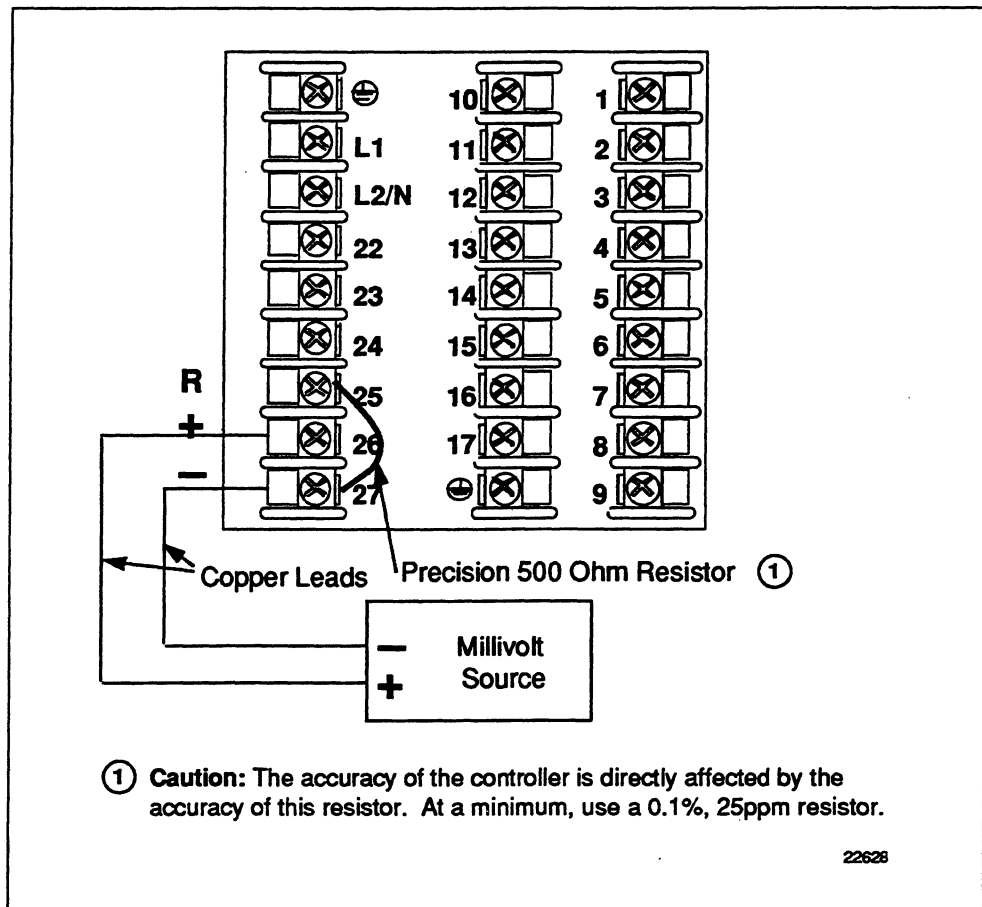 10 1
L1 11 2
L2/N 12 3
22 13 4
23 14 5
24 15 6
R 25 16 7
+ 26 17 8
− 27 9
Copper Leads Precision 500 Ohm Resistor ①
− Millivolt
+ Source
① Caution: The accuracy of the controller is directly affected by the
accuracy of this resistor. At a minimum, use a 0.1%, 25ppm resistor.
22628